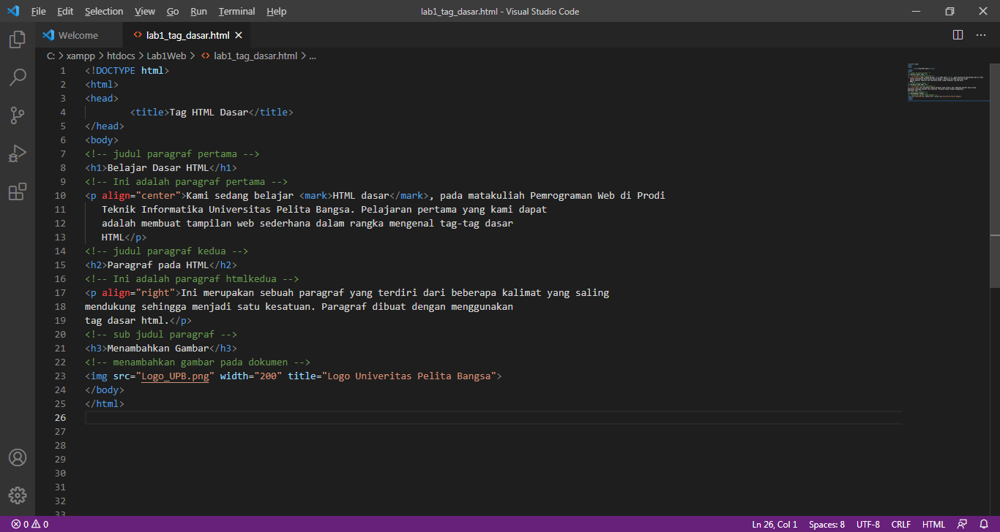 File Edit Selection View Go Run Terminal Help lab1_tag_dasar.html - Visual Studio Code
Welcome lab1_tag_dasar.html
C: > xampp > htdocs > Lab1Web > lab1_tag_dasar.html > ...
1 <!DOCTYPE html>
2 <html>
3 <head>
4 <title>Tag HTML Dasar</title>
5 </head>
6 <body>
7 <!-- judul paragraf pertama -->
8 <h1>Belajar Dasar HTML</h1>
9 <!-- Ini adalah paragraf pertama -->
10 <p align="center">Kami sedang belajar <mark>HTML dasar</mark>, pada matakuliah Pemrograman Web di Prodi
11 Teknik Informatika Universitas Pelita Bangsa. Pelajaran pertama yang kami dapat
12 adalah membuat tampilan web sederhana dalam rangka mengenal tag-tag dasar
13 HTML</p>
14 <!-- judul paragraf kedua -->
15 <h2>Paragraf pada HTML</h2>
16 <!-- Ini adalah paragraf htmlkedua -->
17 <p align="right">Ini merupakan sebuah paragraf yang terdiri dari beberapa kalimat yang saling
18 mendukung sehingga menjadi satu kesatuan. Paragraf dibuat dengan menggunakan
19 tag dasar html.</p>
20 <!-- sub judul paragraf -->
21 <h3>Menambahkan Gambar</h3>
22 <!-- menambahkan gambar pada dokumen -->
23 <img src="Logo_UPB.png" width="200" title="Logo Univeritas Pelita Bangsa">
24 </body>
25 </html>
26
27
28
29
30
31
32
33
0 0 Ln 26, Col 1 Spaces: 8 UTF-8 CRLF HTML